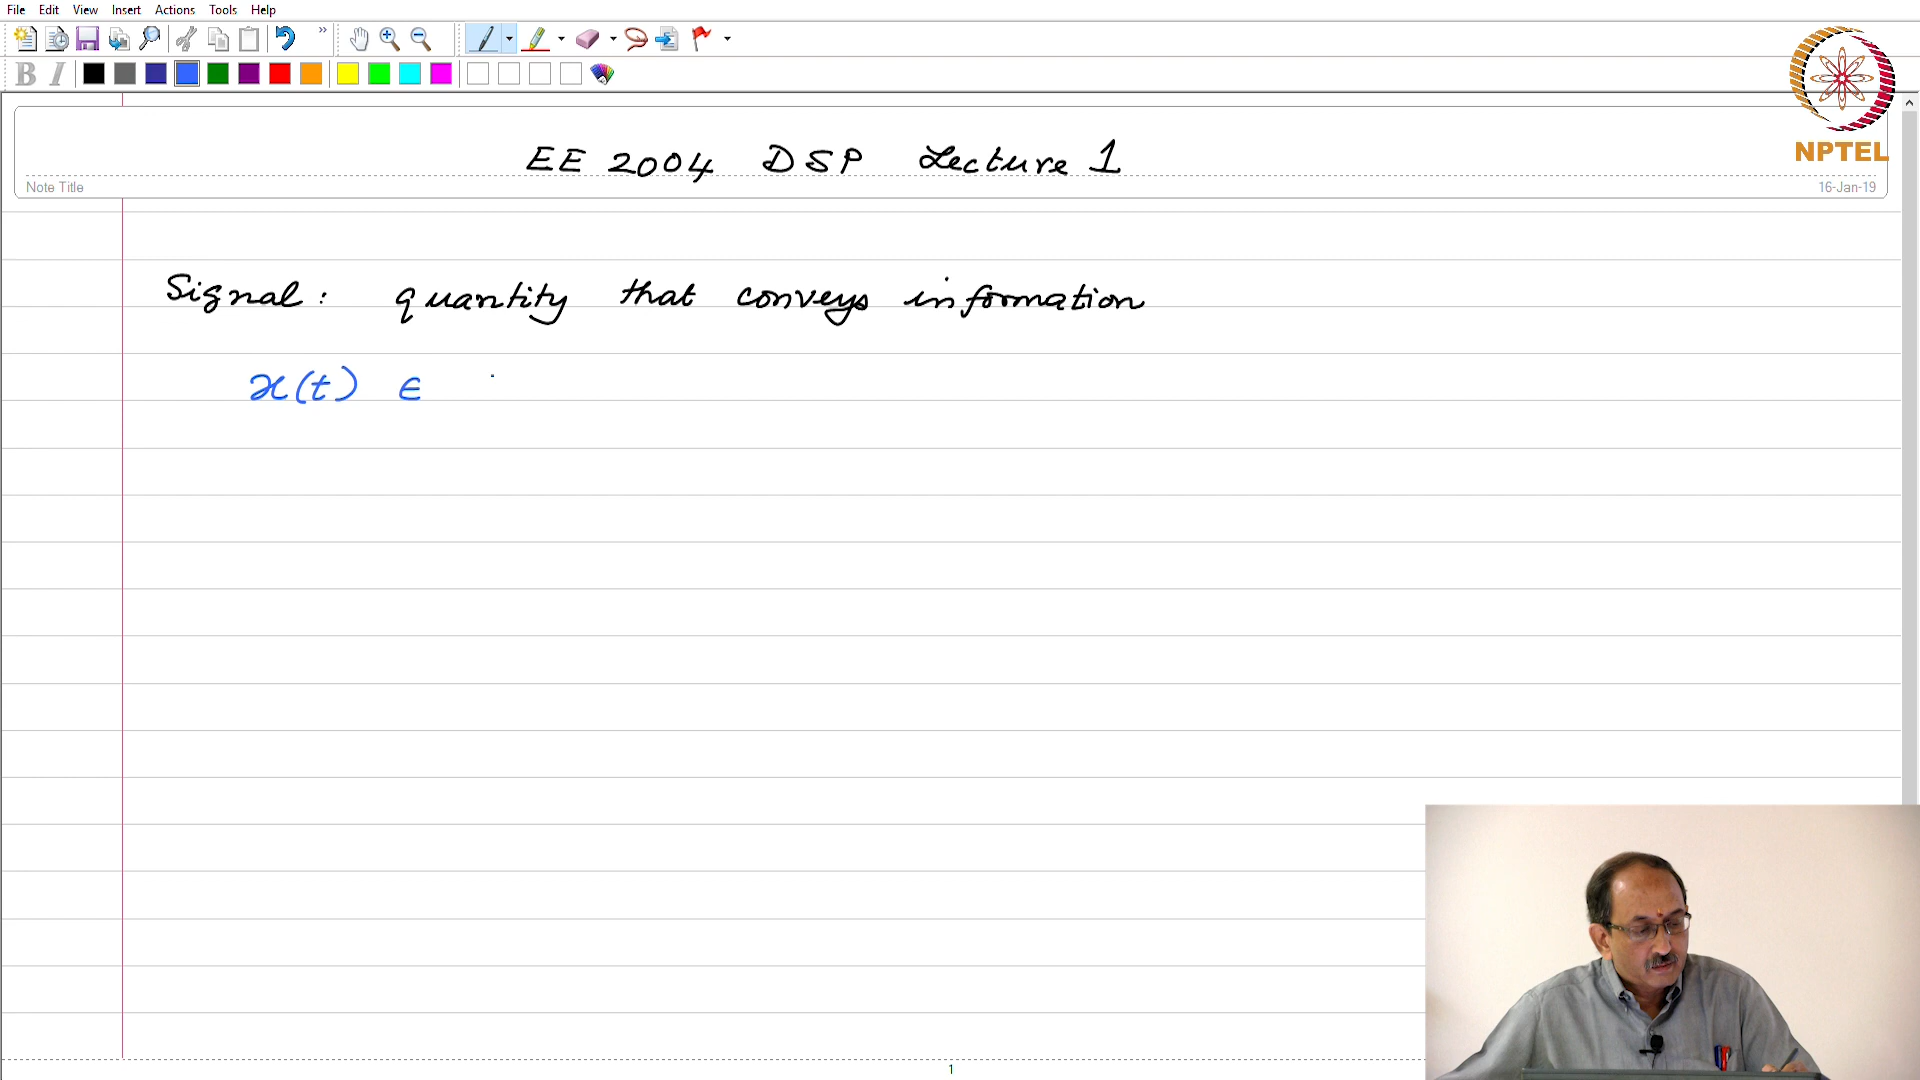 File Edit View Insert Actions Tools Help
»
B I
NPTEL
EE 2004 DSP Lecture 1
Note Title
16-Jan-19
Signal: quantity that conveys information
x(t) ∈
1